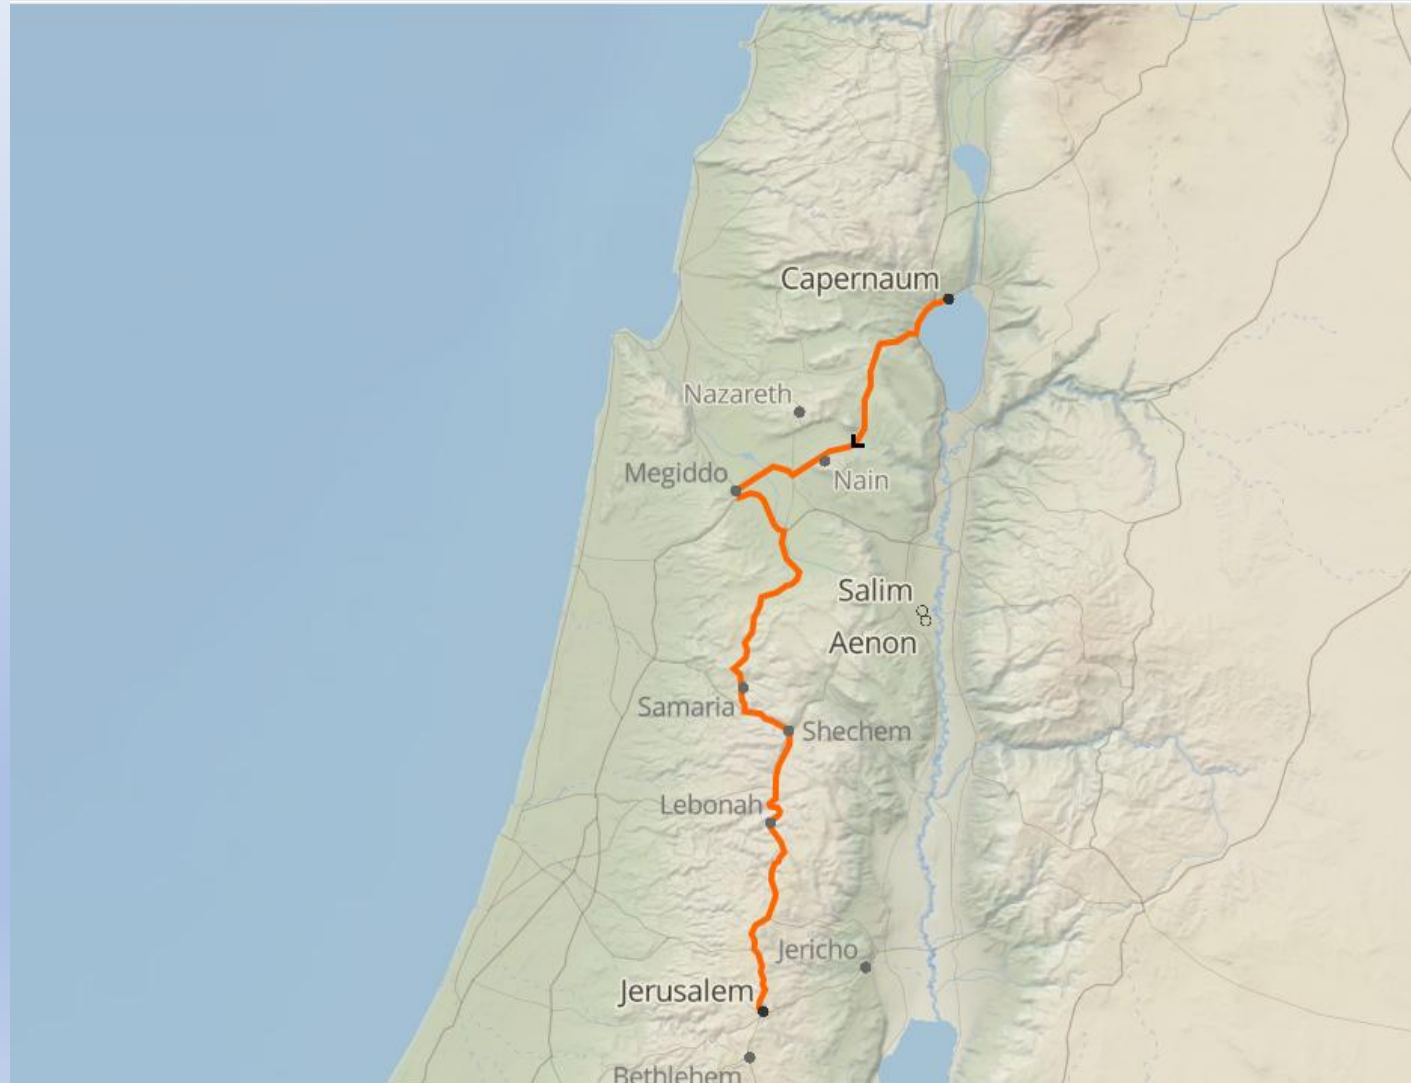 Capernaum
Nazareth
Megiddo
Nain
Salim
Aenon
Samaria
Shechem
Lebonah
Jericho
Jerusalem
Bethlehem